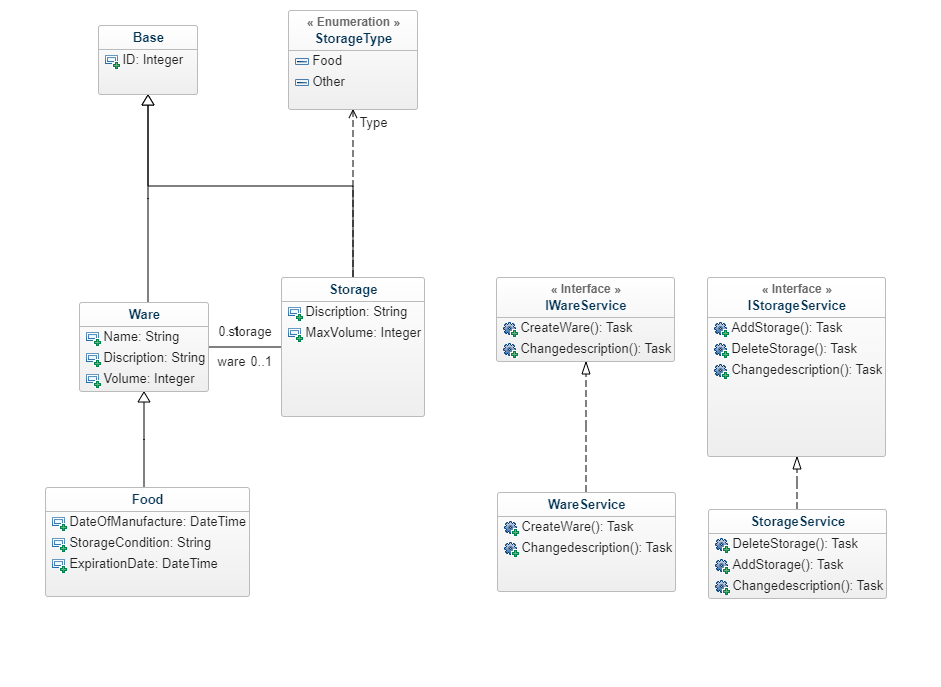 Base
ID: Integer
« Enumeration »
StorageType
Food
Other
Type
Ware
Name: String
Discription: String
Volume: Integer
0.storage
ware 0..1
Storage
Discription: String
MaxVolume: Integer
Food
DateOfManufacture: DateTime
StorageCondition: String
ExpirationDate: DateTime
« Interface »
IWareService
CreateWare(): Task
Changedescription(): Task
« Interface »
IStorageService
AddStorage(): Task
DeleteStorage(): Task
Changedescription(): Task
WareService
CreateWare(): Task
Changedescription(): Task
StorageService
DeleteStorage(): Task
AddStorage(): Task
Changedescription(): Task